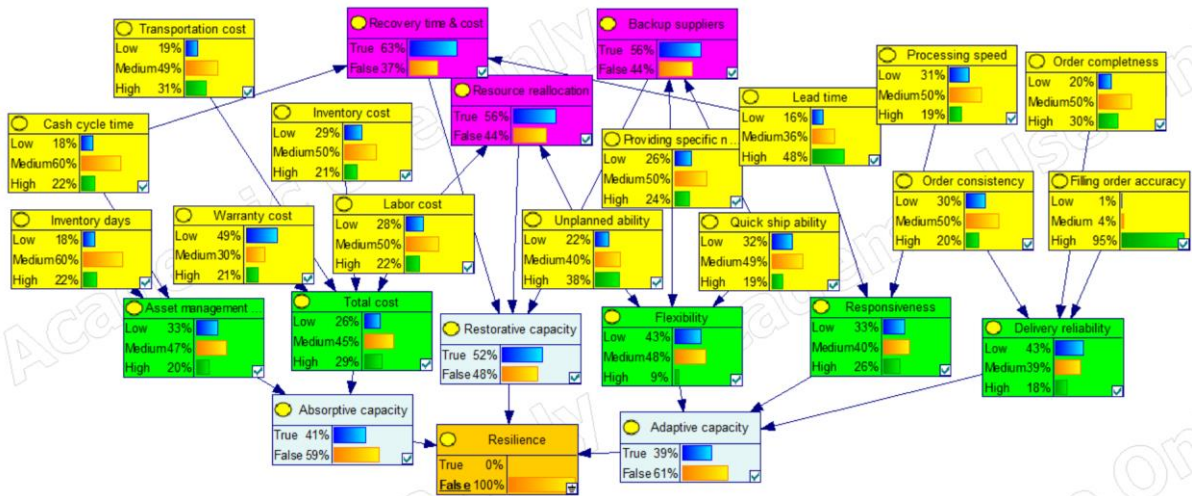 Transportation cost
Low 19%
Medium 49%
High 31%
Recovery time & cost
True 63%
False 37%
Backup suppliers
True 56%
False 44%
Processing speed
Low 31%
Medium 50%
High 19%
Order completness
Low 20%
Medium 50%
High 30%
Cash cycle time
Low 18%
Medium 60%
High 22%
Inventory cost
Low 29%
Medium 50%
High 21%
Resource reallocation
True 56%
False 44%
Providing specific n...
Low 26%
Medium 50%
High 24%
Lead time
Low 16%
Medium 36%
High 48%
Inventory days
Low 18%
Medium 60%
High 22%
Warranty cost
Low 49%
Medium 30%
High 21%
Labor cost
Low 28%
Medium 50%
High 22%
Unplanned ability
Low 22%
Medium 40%
High 38%
Quick ship ability
Low 32%
Medium 49%
High 19%
Order consistency
Low 30%
Medium 50%
High 20%
Filling order accuracy
Low 1%
Medium 4%
High 95%
Asset management
Low 33%
Medium 47%
High 20%
Total cost
Low 26%
Medium 45%
High 29%
Restorative capacity
True 52%
False 48%
Flexibility
Low 43%
Medium 48%
High 9%
Responsiveness
Low 33%
Medium 40%
High 26%
Delivery reliability
Low 43%
Medium 39%
High 18%
Absorptive capacity
True 41%
False 59%
Resilience
True 0%
False 100%
Adaptive capacity
True 39%
False 61%